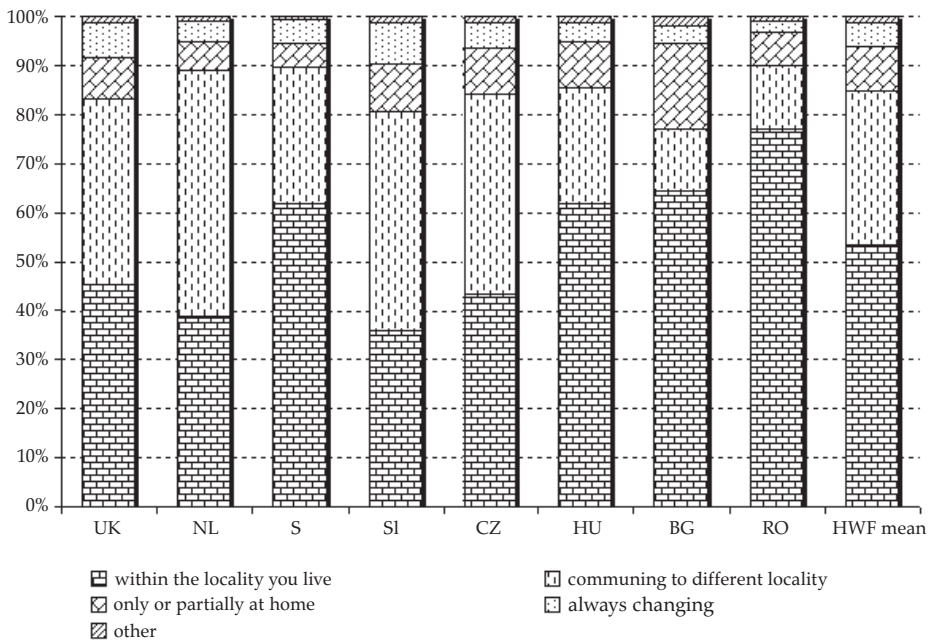 100%
90%
80%
70%
60%
50%
40%
30%
20%
10%
0%
UK NL S Sl CZ HU BG RO HWF mean
within the locality you live
communing to different locality
only or partially at home
always changing
other